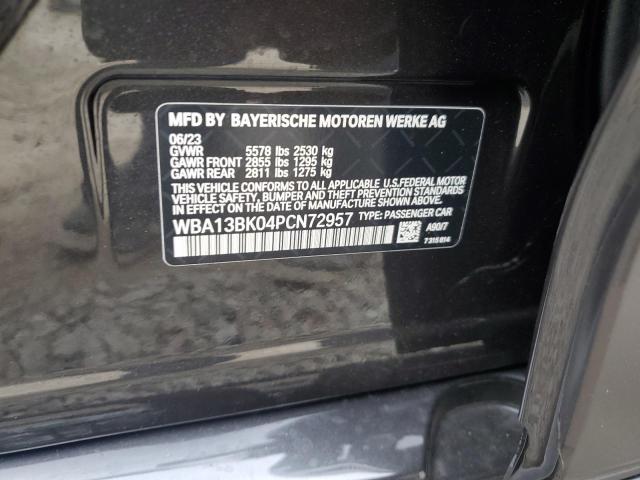 MFD BY BAYERISCHE MOTOREN WERKE AG
06/23
GVWR 5578 lbs 2530 kg
GAWR FRONT 2855 lbs 1295 kg
GAWR REAR 2811 lbs 1275 kg
THIS VEHICLE CONFORMS TO ALL APPLICABLE U.S.FEDERAL MOTOR
VEHICLE SAFETY, BUMPER AND THEFT PREVENTION STANDARDS
IN EFFECT ON THE DATE OF MANUFACTURE SHOWN ABOVE.
WBA13BK04PCN72957 TYPE: PASSENGER CAR
A90/7
7315814